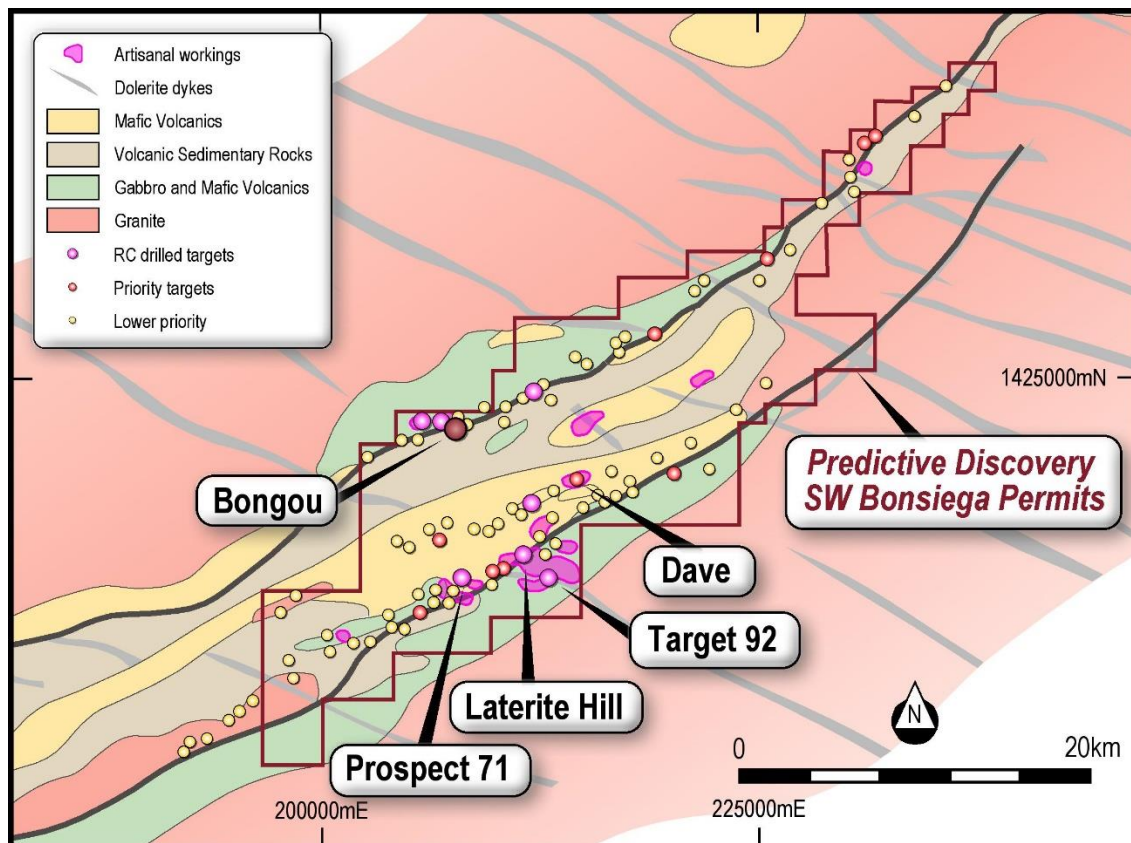 Artisanal workings
Dolerite dykes
Mafic Volcanics
Volcanic Sedimentary Rocks
Gabbro and Mafic Volcanics
Granite
RC drilled targets
Priority targets
Lower priority
1425000mN
Predictive Discovery
SW Bonsiega Permits
Bongou
Dave
Target 92
Laterite Hill
Prospect 71
N
0
20km
200000mE
225000mE